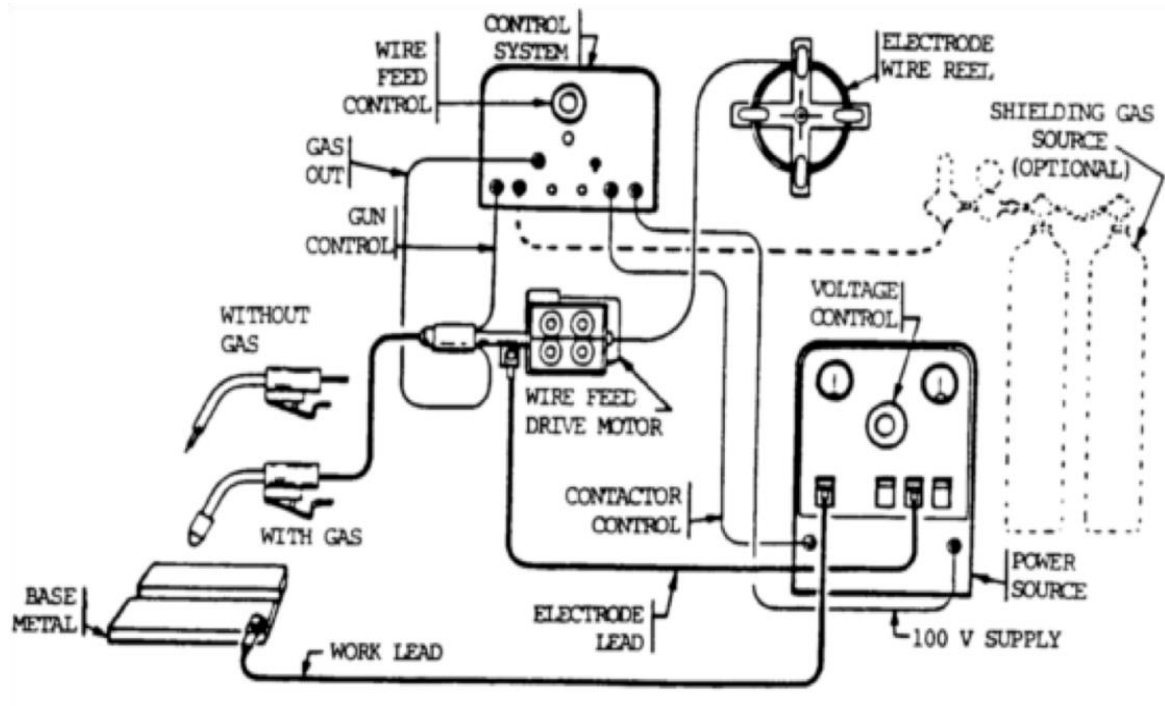 CONTROL
SYSTEM
WIRE
FEED
CONTROL
ELECTRODE
WIRE REEL
SHIELDING GAS
SOURCE
(OPTIONAL)
GAS
OUT
GUN
CONTROL
VOLTAGE
CONTROL
WITHOUT
GAS
WIRE FEED
DRIVE MOTOR
CONTACTOR
CONTROL
WITH GAS
POWER
SOURCE
BASE
METAL
ELECTRODE
LEAD
100 V SUPPLY
WORK LEAD